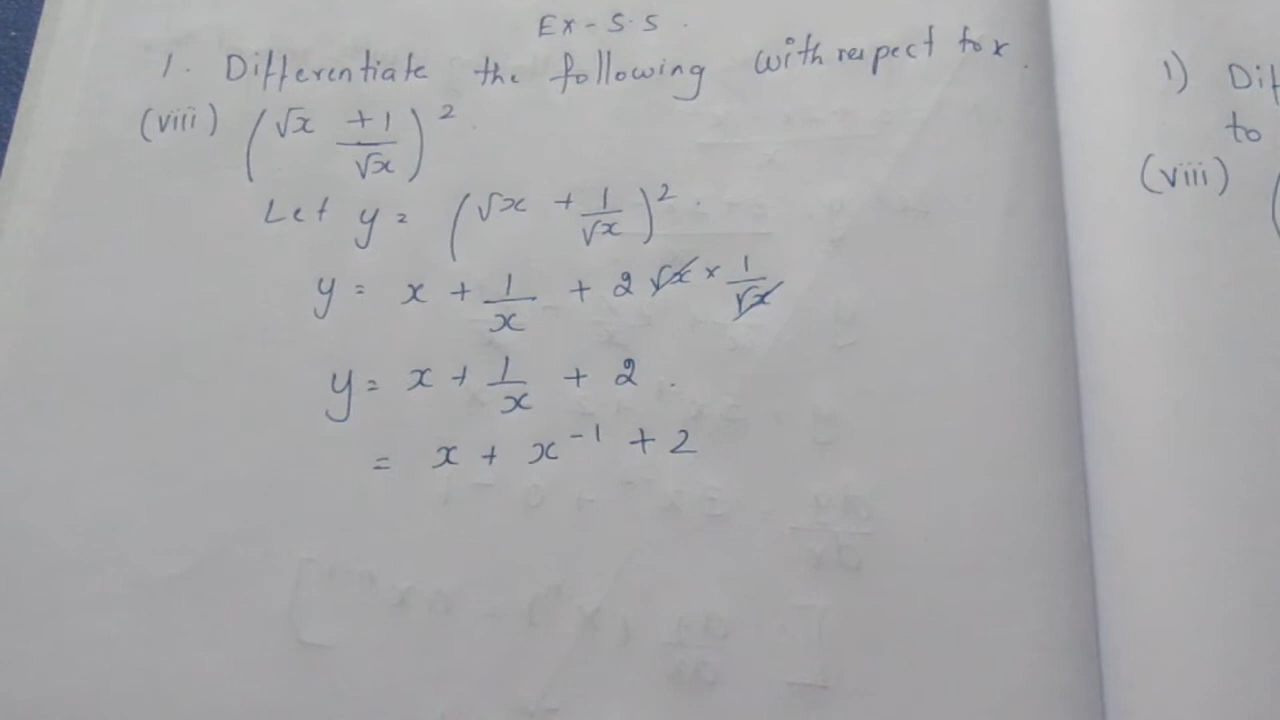 Ex - 5.5.
1. Differentiate the following with respect to x.
(viii) (√x +1/√x)²
Let y = (√x + 1/√x)².
y = x + 1/x + 2 √x × 1/√x
y = x + 1/x + 2.
= x + x⁻¹ + 2
1) Dif
to
(viii) (